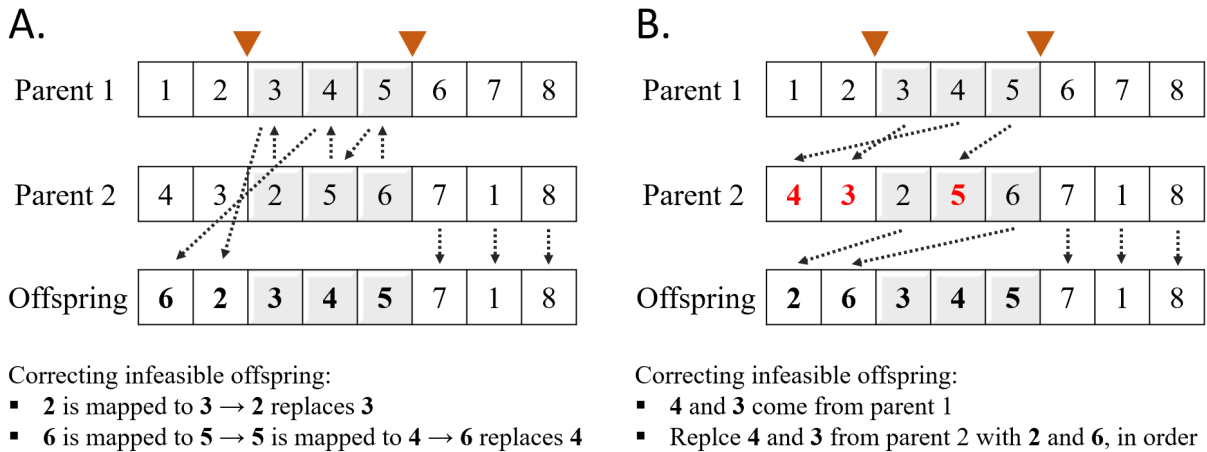 A.
Parent 1 1 2 3 4 5 6 7 8
Parent 2 4 3 2 5 6 7 1 8
Offspring 6 2 3 4 5 7 1 8
Correcting infeasible offspring:
▪ 2 is mapped to 3 → 2 replaces 3
▪ 6 is mapped to 5 → 5 is mapped to 4 → 6 replaces 4
B.
Parent 1 1 2 3 4 5 6 7 8
Parent 2 4 3 2 5 6 7 1 8
Offspring 2 6 3 4 5 7 1 8
Correcting infeasible offspring:
▪ 4 and 3 come from parent 1
▪ Replce 4 and 3 from parent 2 with 2 and 6, in order